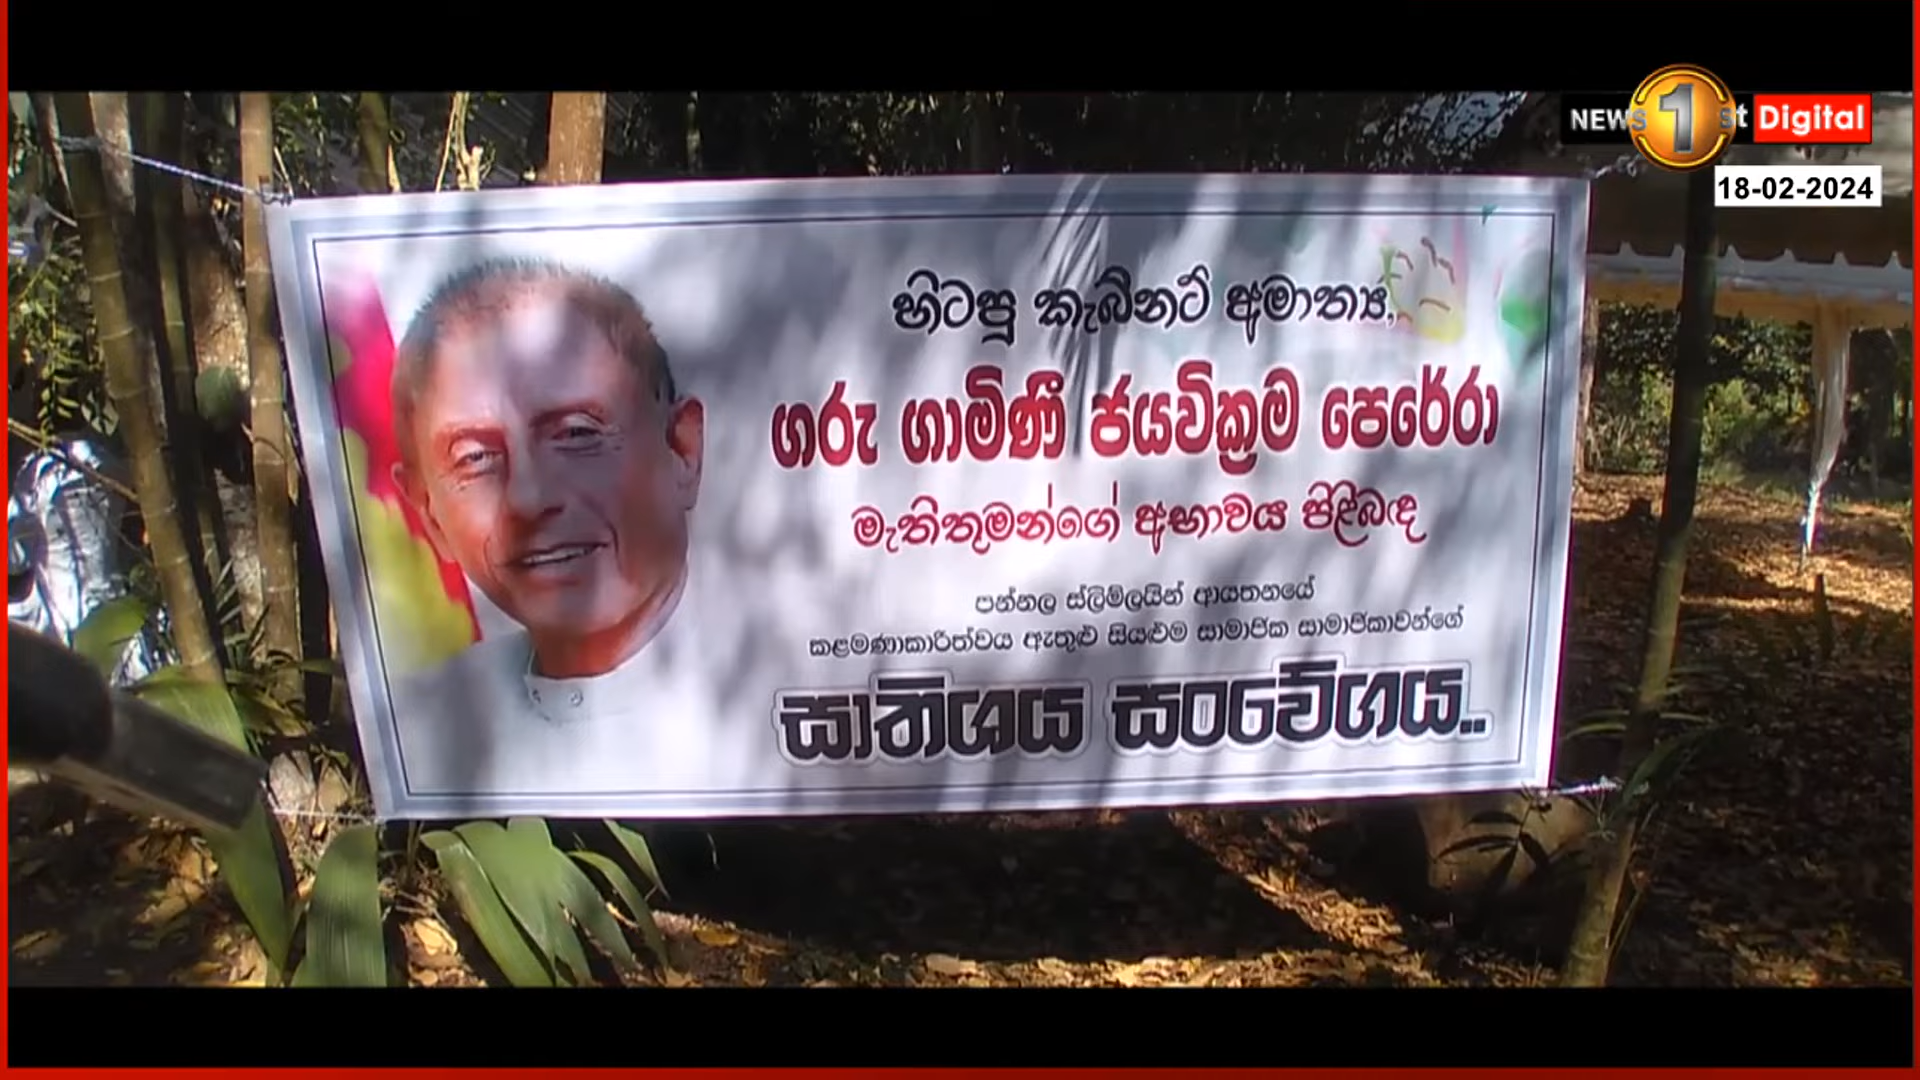 NEWS 1st Digital
18-02-2024
හිටපු කැබිනට් අමාත්‍ය,
ගරු ගාමිණී ජයවික්‍රම පෙරේරා
මැතිතුමන්ගේ අභාවය පිළිබඳ
පන්නල ස්ලිම්ලයින් ආයතනයේ
කළමණාකාරිත්වය ඇතුළු සියළුම සාමාජික සාමාජිකාවන්ගේ
සාතිශය සංවේගය..